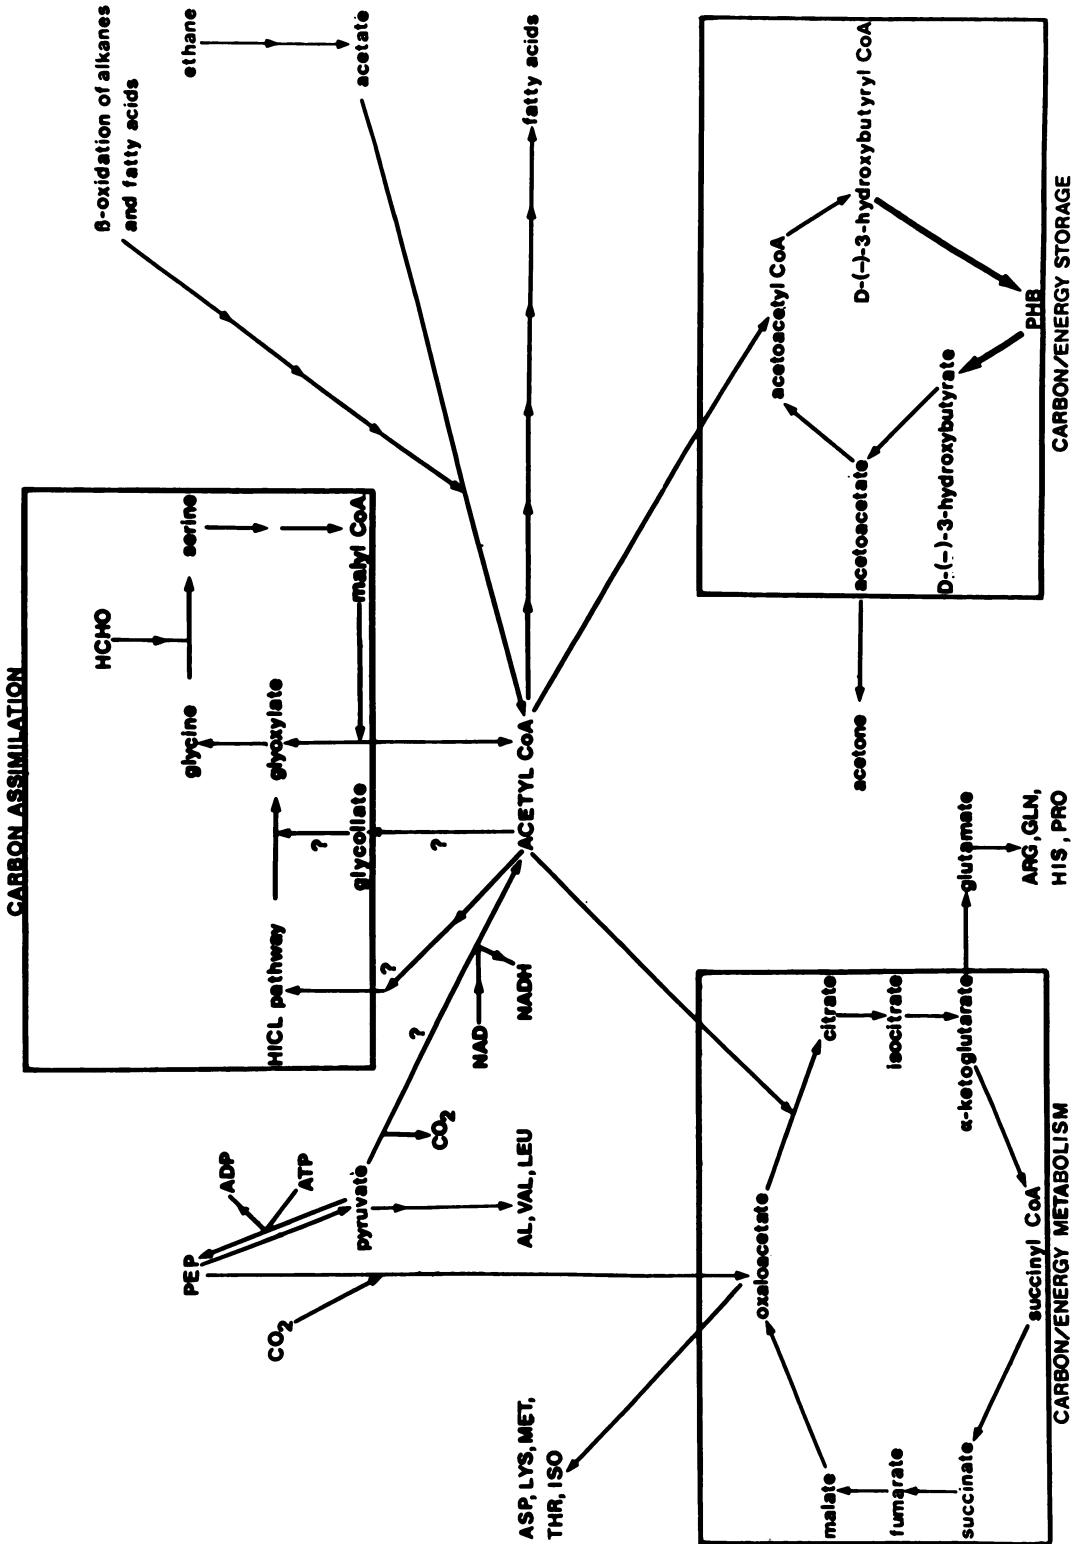 CARBON ASSIMILATION
HCHO
glycine
serine
HICL pathway
glyoxylate
glycollate
malyl CoA
?
?
?
?
β-oxidation of alkanes
and fatty acids
ethane
acetate
PEP
ADP
ATP
CO2
pyruvate
CO2
NAD
NADH
AL, VAL, LEU
ACETYL CoA
fatty acids
ASP, LYS, MET,
THR, ISO
oxaloacetate
malate
citrate
fumarate
isocitrate
succinate
α-ketoglutarate
succinyl CoA
CARBON/ENERGY METABOLISM
glutamate
ARG, GLN,
HIS, PRO
acetoacetyl CoA
acetone
acetoacetate
D-(-)-3-hydroxybutyryl CoA
D-(-)-3-hydroxybutyrate
PHB
CARBON/ENERGY STORAGE